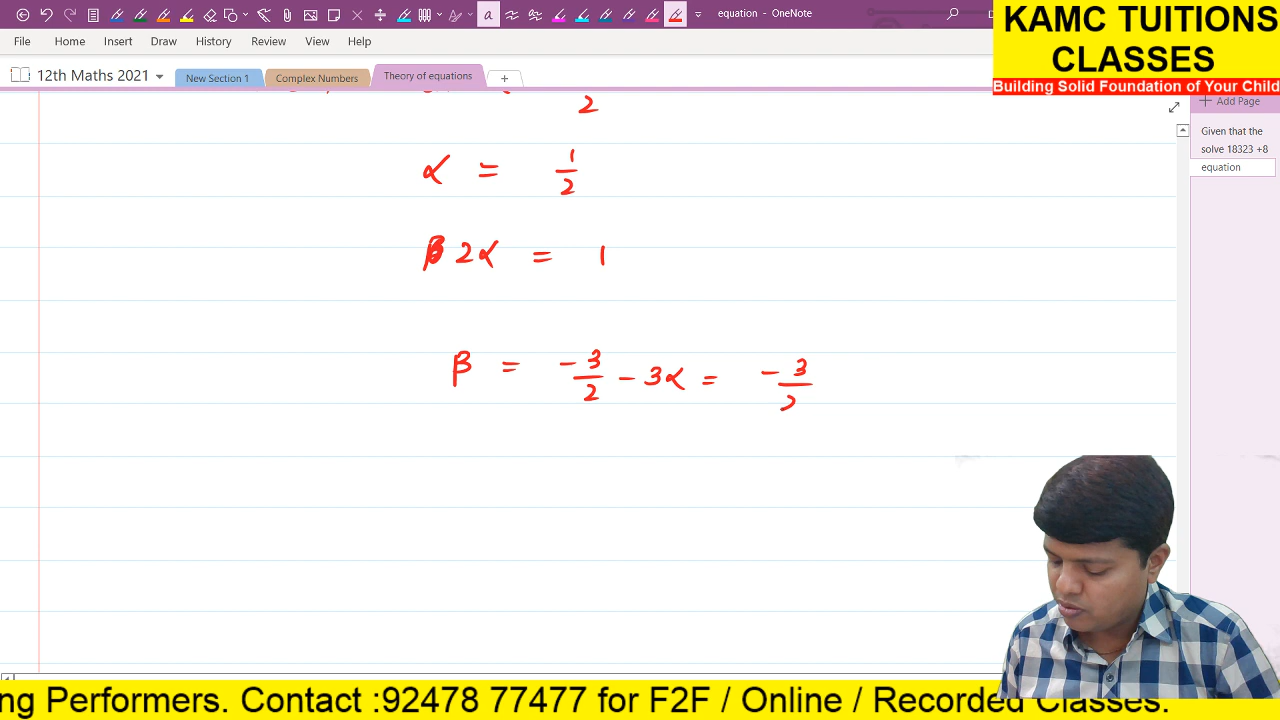 equation - OneNote
KAMC TUITIONS
CLASSES
Building Solid Foundation of Your Child
File Home Insert Draw History Review View Help
12th Maths 2021 New Section 1 Complex Numbers Theory of equations +
Add Page
Given that the
solve 18323 +8
equation
2
α = 1/2
β 2α = 1
β = -3/2 - 3α = -3/2
ng Performers. Contact :92478 77477 for F2F / Online / Recorded Classes.